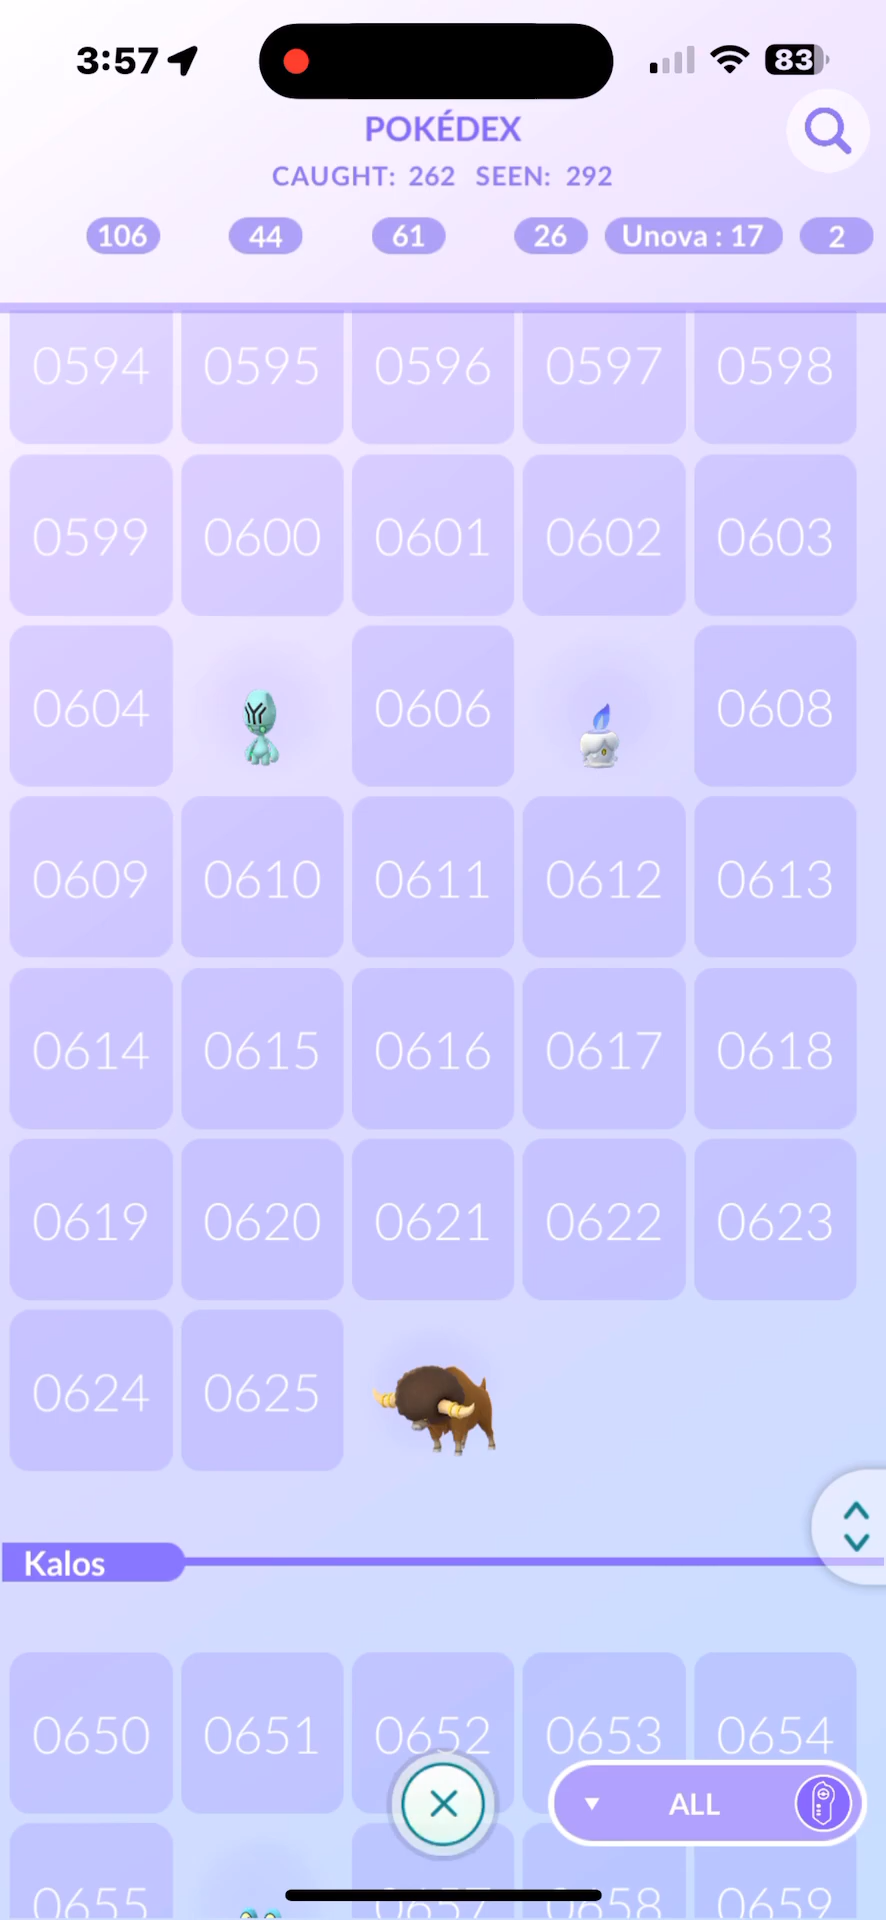 3:57
83
POKÉDEX
CAUGHT: 262 SEEN: 292
106 44 61 26 Unova : 17 2
0594 0595 0596 0597 0598
0599 0600 0601 0602 0603
0604 0606 0608
0609 0610 0611 0612 0613
0614 0615 0616 0617 0618
0619 0620 0621 0622 0623
0624 0625
Kalos
0650 0651 0652 0653 0654
ALL
0655 0657 0658 0659